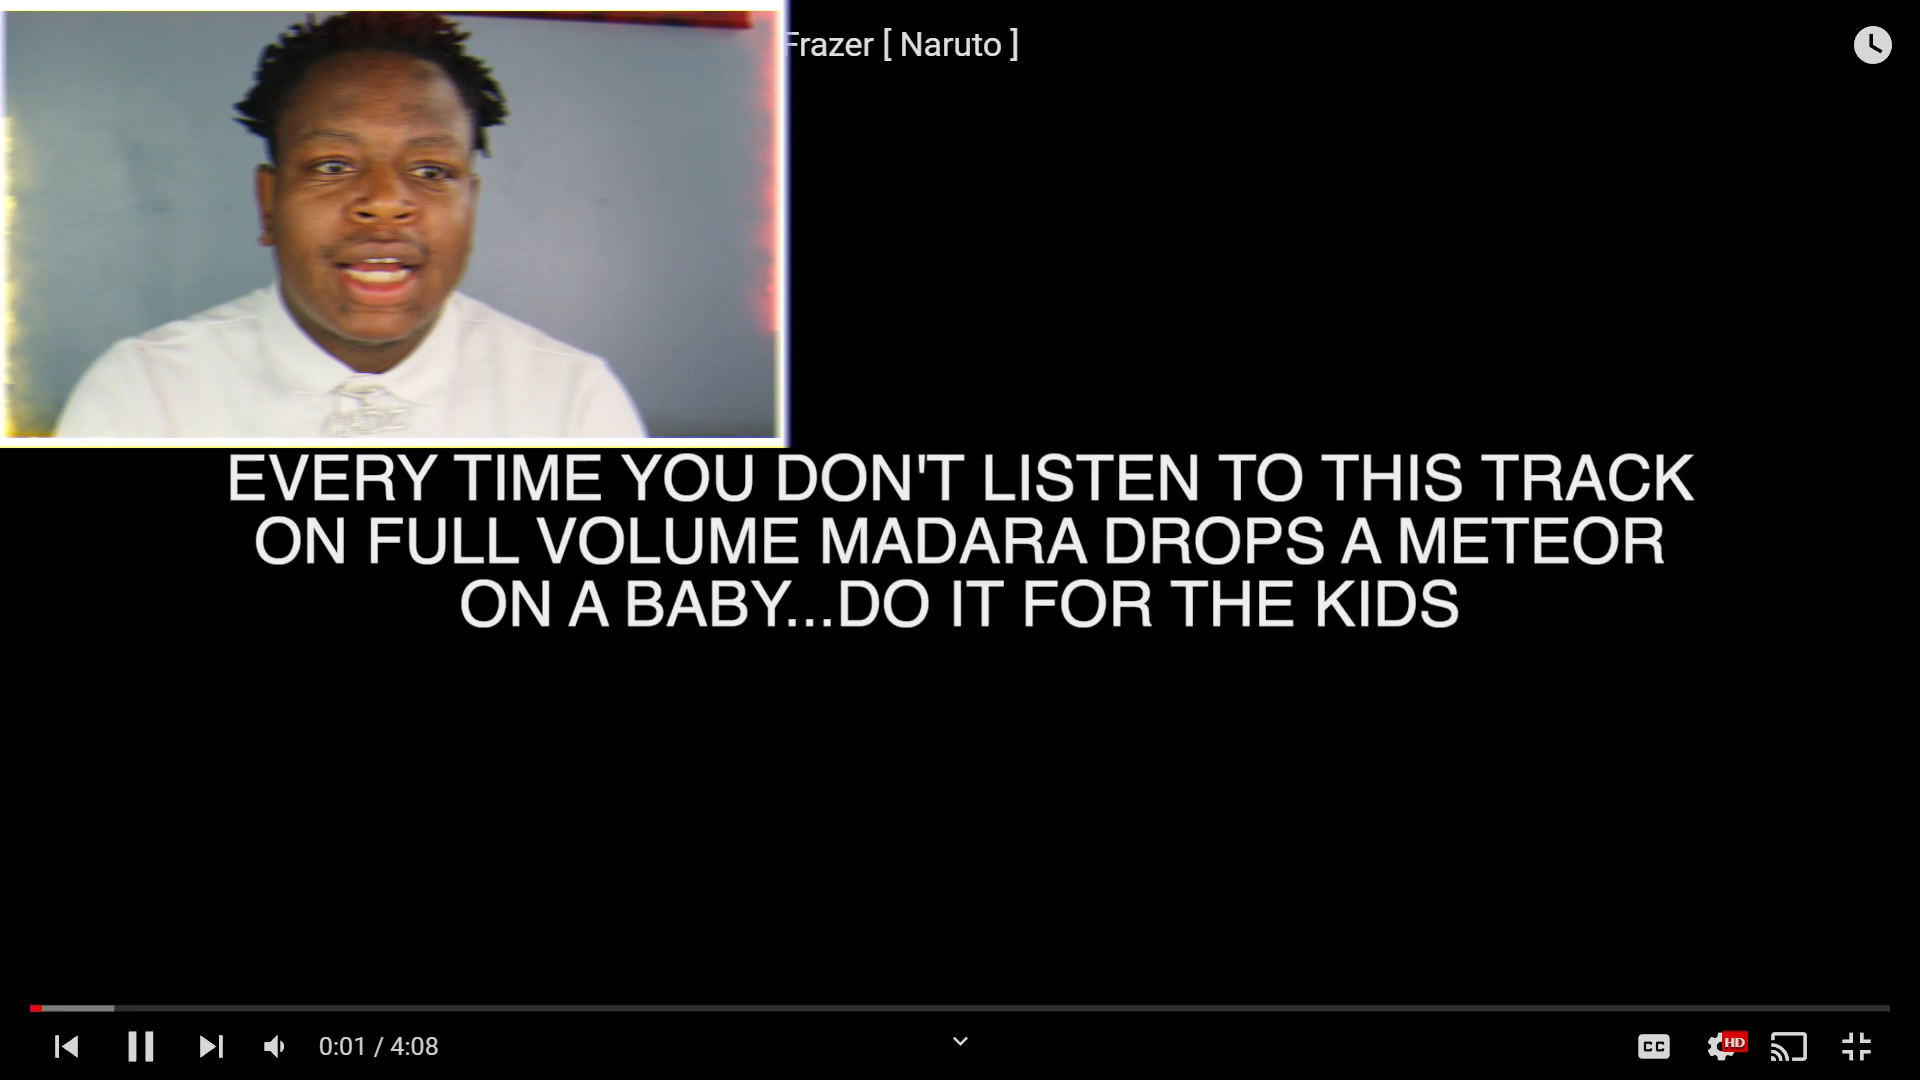 Frazer [ Naruto ]
EVERY TIME YOU DON'T LISTEN TO THIS TRACK
ON FULL VOLUME MADARA DROPS A METEOR
ON A BABY...DO IT FOR THE KIDS
0:01 / 4:08
CC
HD